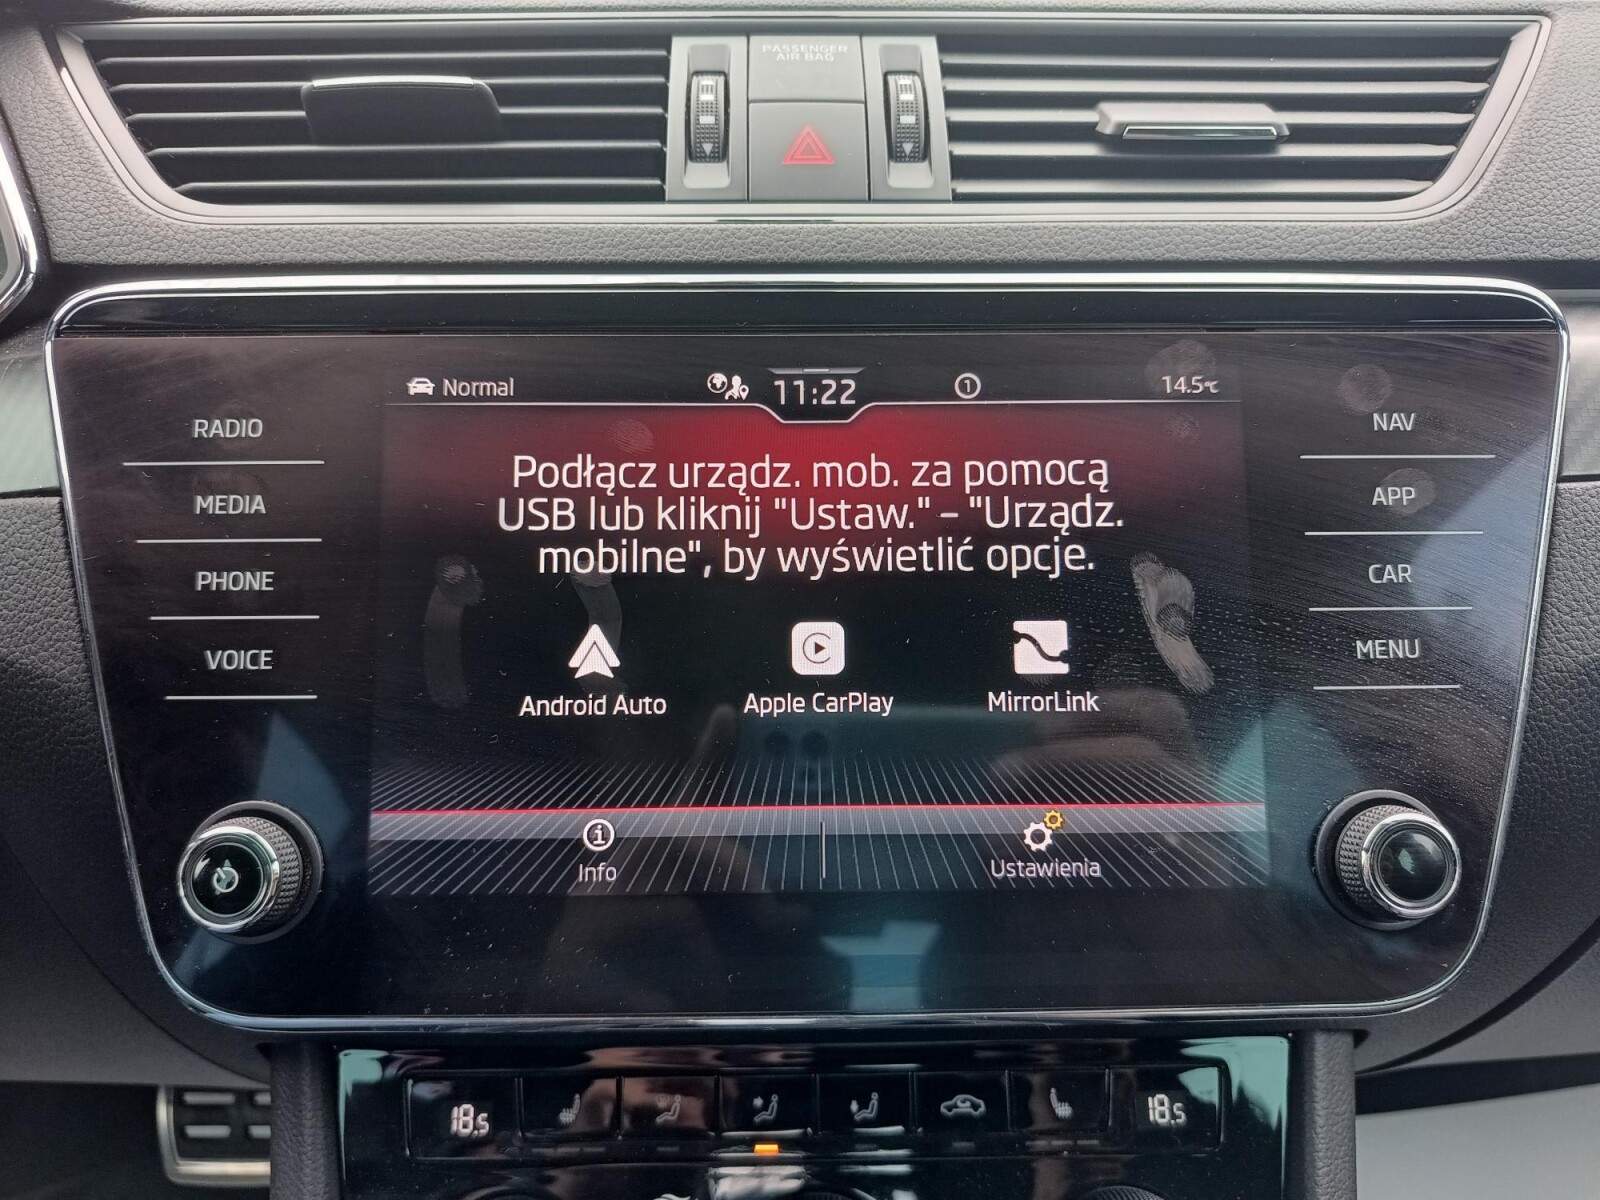 PASSENGER
AIR BAG
Normal
11:22
1
14.5°C
RADIO
MEDIA
PHONE
VOICE
Podłącz urządz. mob. za pomocą
USB lub kliknij "Ustaw." – "Urządz.
mobilne", by wyświetlić opcje.
Android Auto
Apple CarPlay
MirrorLink
Info
Ustawienia
NAV
APP
CAR
MENU
18.5
18.5